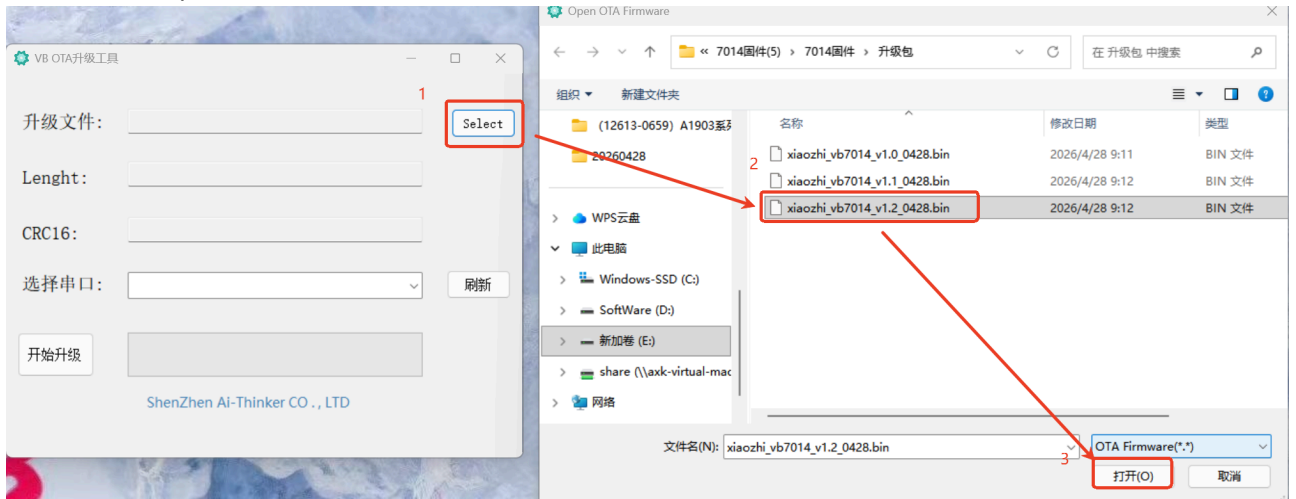 VB OTA升级工具
1
升级文件:
Select
Lenght:
CRC16:
选择串口:
刷新
开始升级
ShenZhen Ai-Thinker CO . , LTD
Open OTA Firmware
« 7014固件(5) › 7014固件 › 升级包
在 升级包 中搜索
组织
新建文件夹
(12613-0659) A1903系列
20260428
WPS云盘
此电脑
Windows-SSD (C:)
SoftWare (D:)
新加卷 (E:)
share (\\axk-virtual-mac
网络
名称
修改日期
类型
xiaozhi_vb7014_v1.0_0428.bin
2026/4/28 9:11
BIN 文件
2
xiaozhi_vb7014_v1.1_0428.bin
2026/4/28 9:12
BIN 文件
xiaozhi_vb7014_v1.2_0428.bin
2026/4/28 9:12
BIN 文件
文件名(N):
xiaozhi_vb7014_v1.2_0428.bin
OTA Firmware(*.*)
3
打开(O)
取消